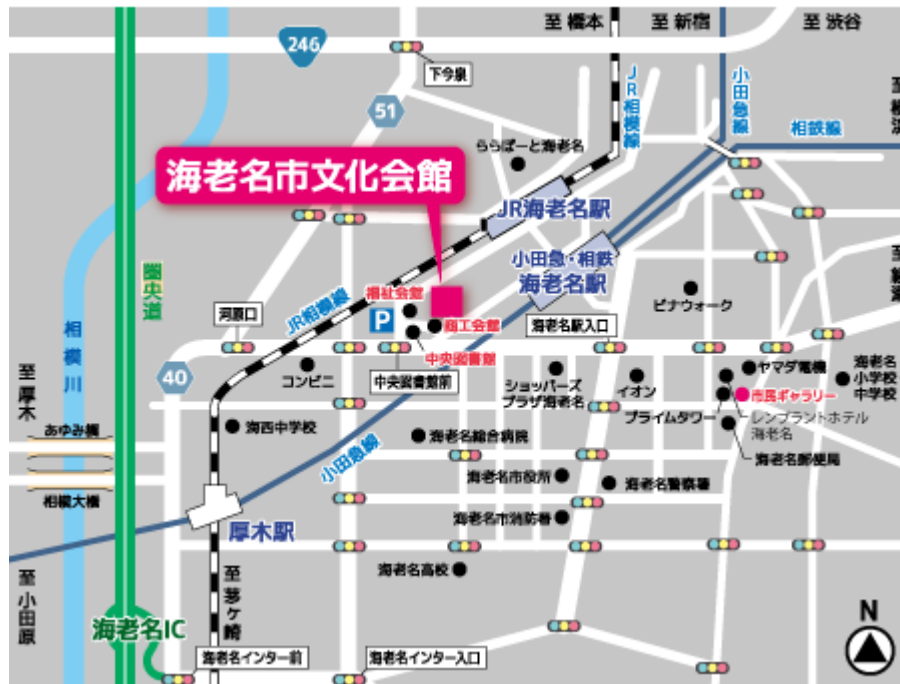 至 橋本
至 新宿
至 渋谷
246
下今泉
JR相模線
小田急線
至 横浜
51
相鉄線
ららぽーと海老名
海老名市文化会館
JR海老名駅
小田急・相鉄
海老名駅
圏央道
相模川
JR相模線
福祉会館
P
商工会館
中央図書館
河原口
ビナウォーク
海老名駅入口
至 厚木
40
コンビニ
中央図書館前
ショッパーズ
プラザ海老名
イオン
ヤマダ電機
海老名
小学校
中学校
市民ギャラリー
プライムタワー
レンブラントホテル
海老名
あゆみ橋
海西中学校
海老名総合病院
海老名郵便局
小田急線
相模大橋
海老名市役所
海老名警察署
厚木駅
海老名市消防署
至 小田原
至 茅ヶ崎
海老名高校
海老名IC
N
海老名インター前
海老名インター入口